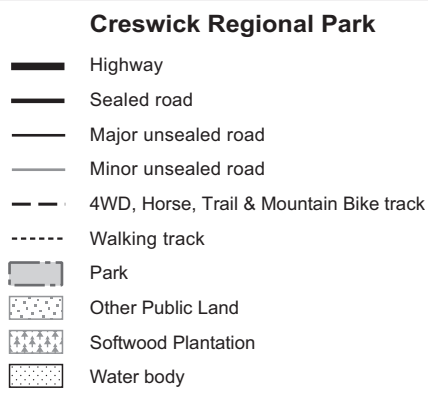 Creswick Regional Park
Highway
Sealed road
Major unsealed road
Minor unsealed road
4WD, Horse, Trail & Mountain Bike track
Walking track
Park
Other Public Land
Softwood Plantation
Water body